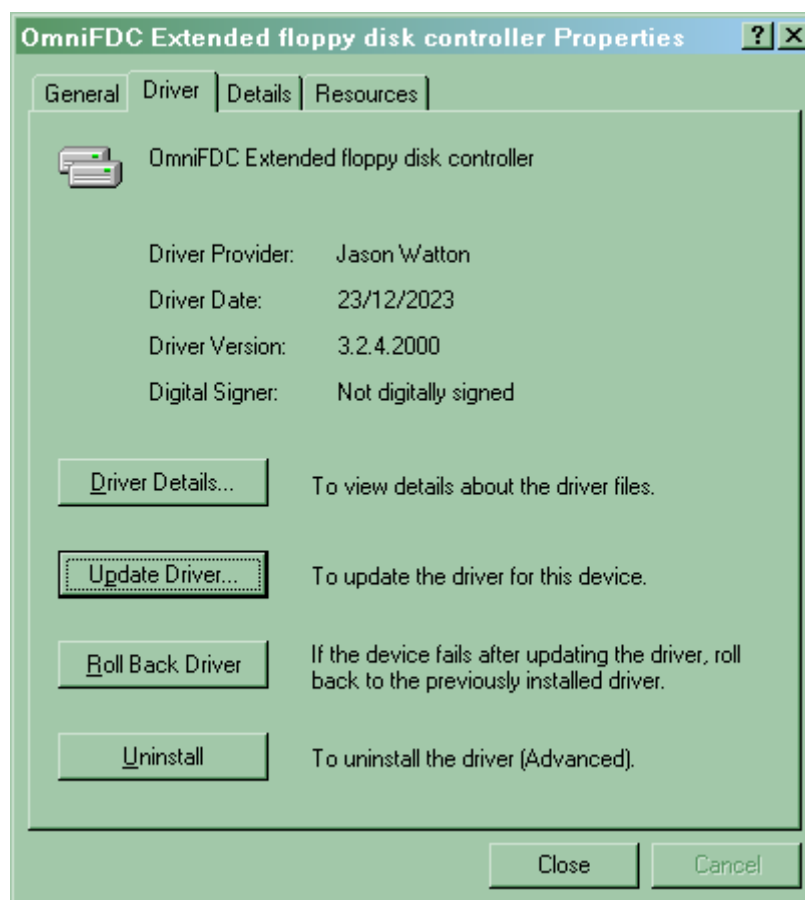 OmniFDC Extended floppy disk controller Properties
General Driver Details Resources
OmniFDC Extended floppy disk controller
Driver Provider: Jason Watton
Driver Date: 23/12/2023
Driver Version: 3.2.4.2000
Digital Signer: Not digitally signed
Driver Details... To view details about the driver files.
Update Driver... To update the driver for this device.
Roll Back Driver If the device fails after updating the driver, roll
back to the previously installed driver.
Uninstall To uninstall the driver (Advanced).
Close Cancel